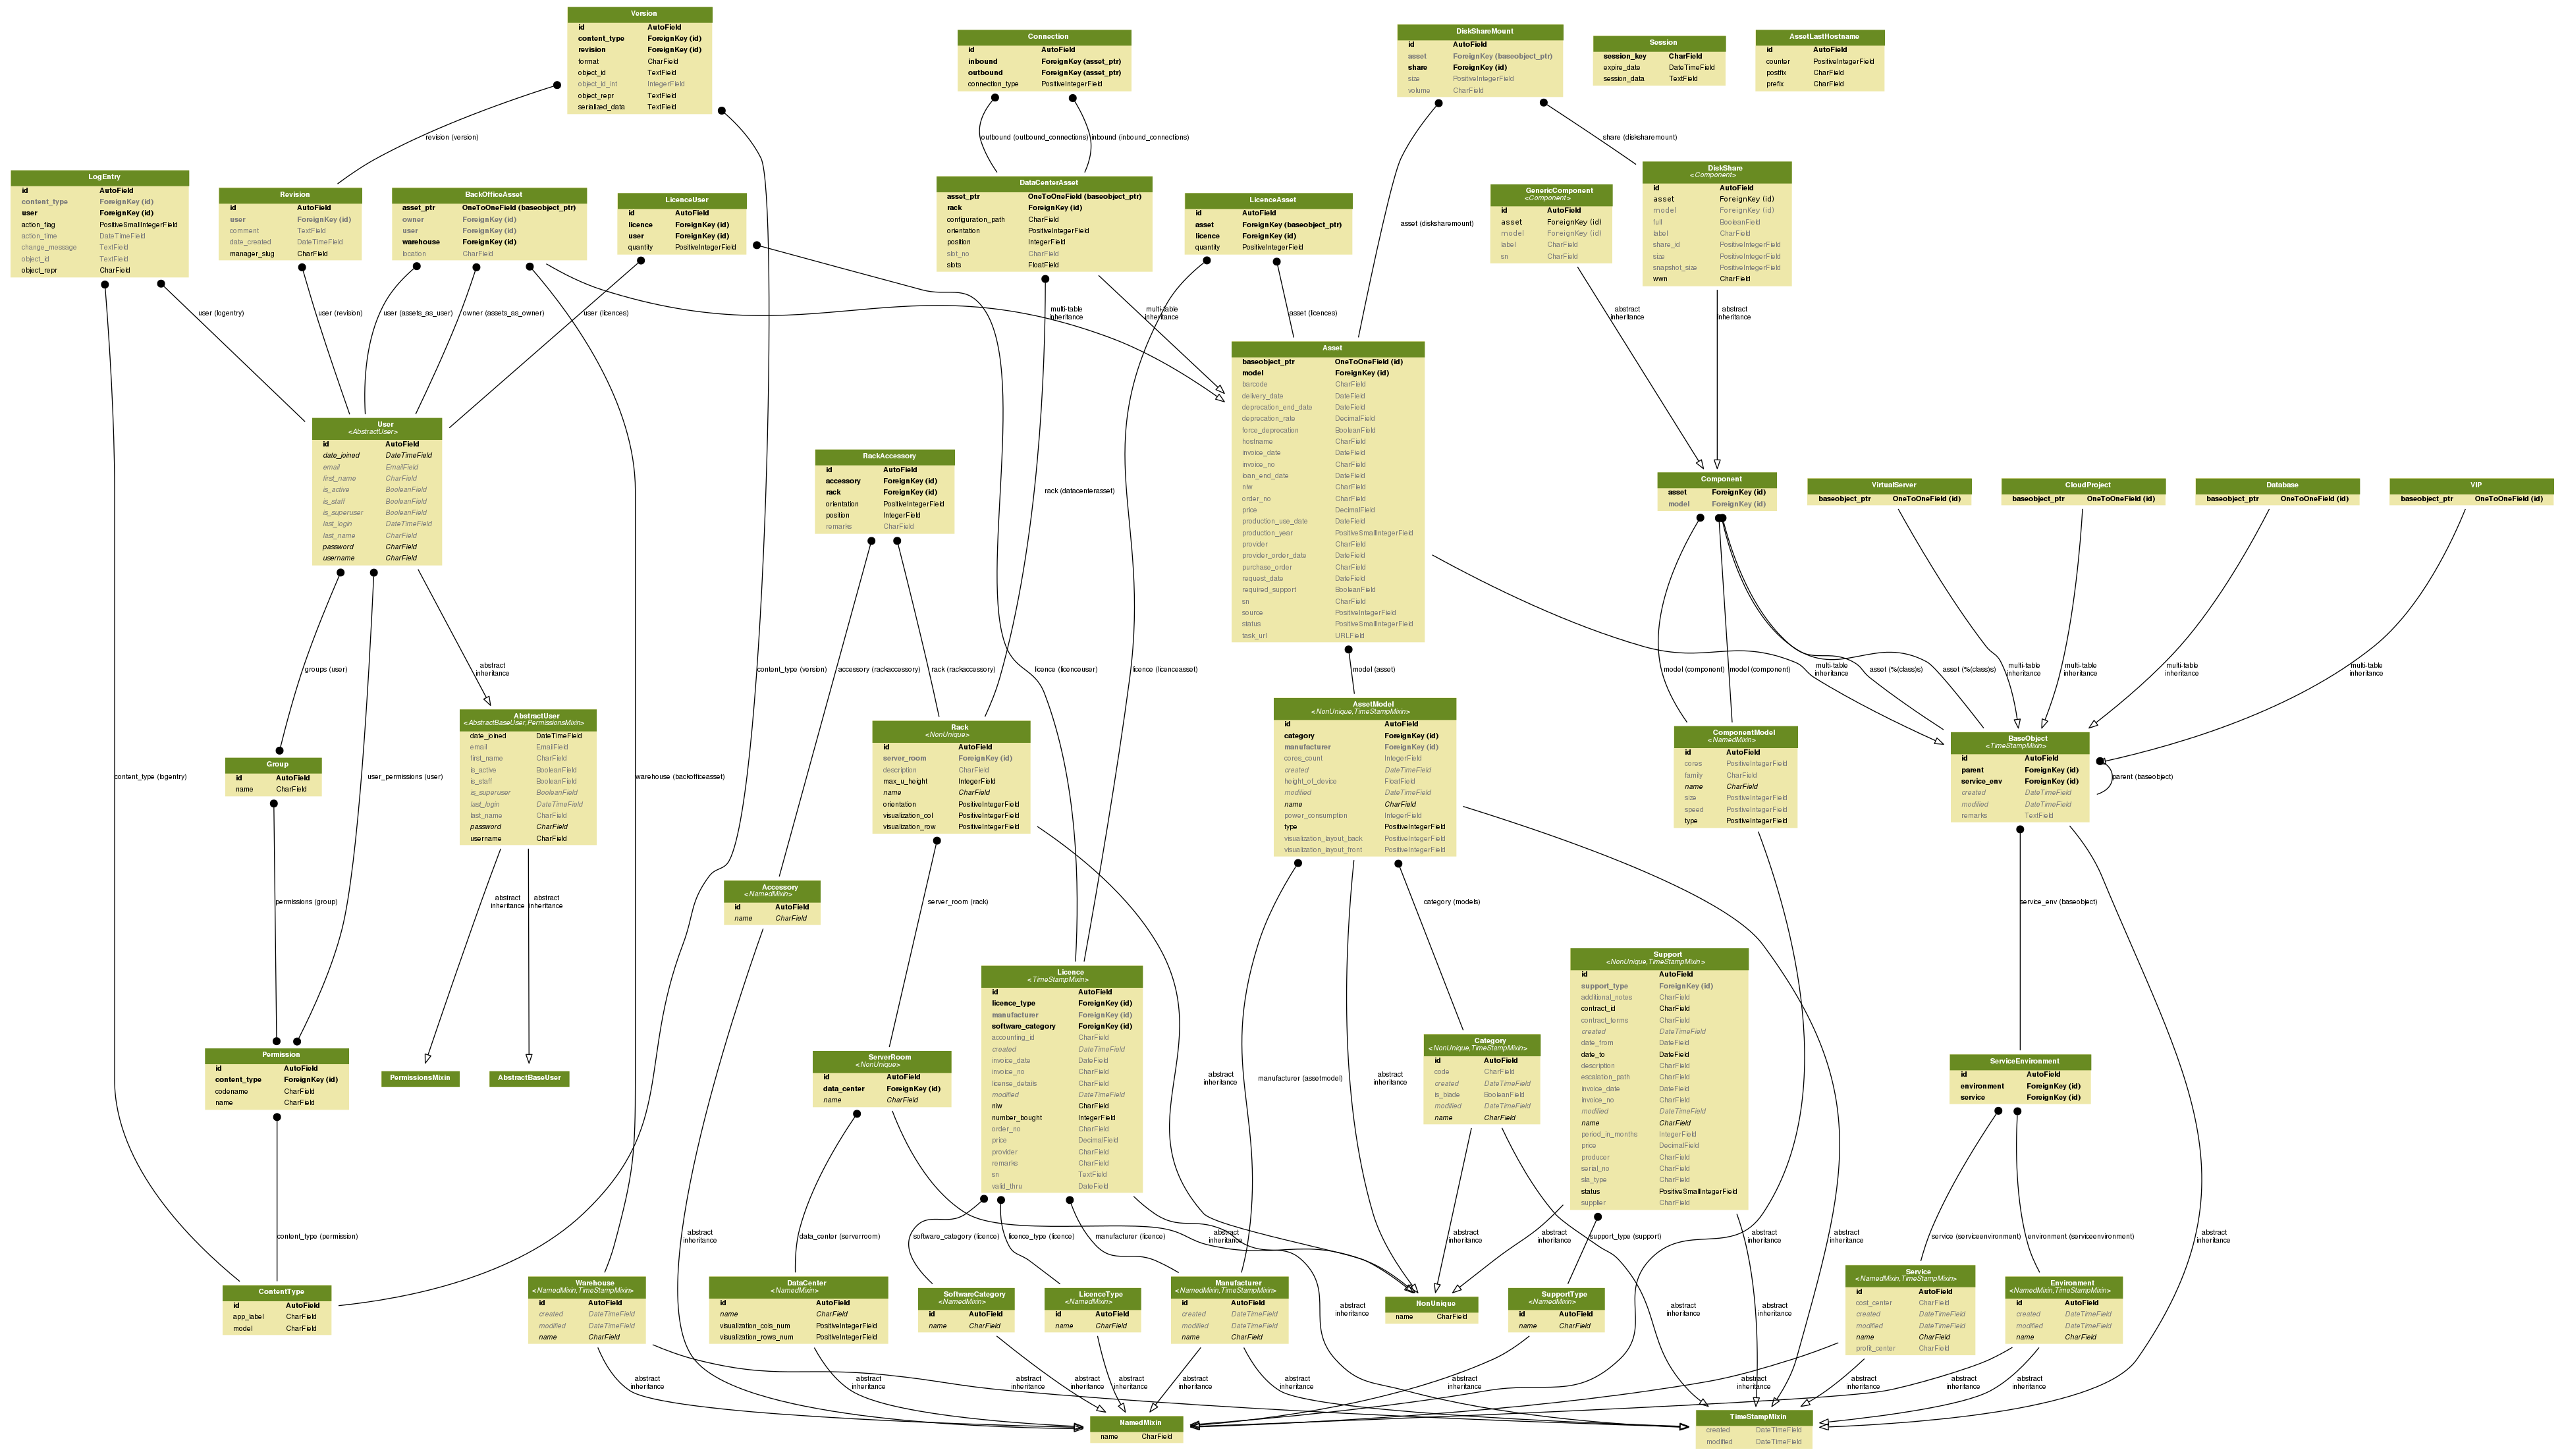 Version
id AutoField
content_type ForeignKey (id)
revision ForeignKey (id)
format CharField
object_id TextField
object_id_int IntegerField
object_repr TextField
serialized_data TextField
Connection
id AutoField
inbound ForeignKey (asset_ptr)
outbound ForeignKey (asset_ptr)
connection_type PositiveIntegerField
DiskShareMount
id AutoField
asset ForeignKey (baseobject_ptr)
share ForeignKey (id)
size PositiveIntegerField
volume CharField
Session
session_key CharField
expire_date DateTimeField
session_data TextField
AssetLastHostname
id AutoField
counter PositiveIntegerField
postfix CharField
prefix CharField
revision (version)
outbound (outbound_connections)
inbound (inbound_connections)
share (disksharemount)
LogEntry
id AutoField
content_type ForeignKey (id)
user ForeignKey (id)
action_flag PositiveSmallIntegerField
action_time DateTimeField
change_message TextField
object_id TextField
object_repr CharField
Revision
id AutoField
user ForeignKey (id)
comment TextField
date_created DateTimeField
manager_slug CharField
BackOfficeAsset
asset_ptr OneToOneField (baseobject_ptr)
owner ForeignKey (id)
user ForeignKey (id)
warehouse ForeignKey (id)
location CharField
LicenceUser
id AutoField
licence ForeignKey (id)
user ForeignKey (id)
quantity PositiveIntegerField
DataCenterAsset
asset_ptr OneToOneField (baseobject_ptr)
rack ForeignKey (id)
configuration_path CharField
orientation PositiveIntegerField
position IntegerField
slot_no CharField
slots FloatField
LicenceAsset
id AutoField
asset ForeignKey (baseobject_ptr)
licence ForeignKey (id)
quantity PositiveIntegerField
asset (disksharemount)
GenericComponent
<Component>
id AutoField
asset ForeignKey (id)
model ForeignKey (id)
label CharField
sn CharField
DiskShare
<Component>
id AutoField
asset ForeignKey (id)
model ForeignKey (id)
full BooleanField
label CharField
share_id PositiveIntegerField
size PositiveIntegerField
snapshot_size PositiveIntegerField
wwn CharField
user (logentry)
user (revision)
user (assets_as_user)
owner (assets_as_owner)
user (licences)
multi-table
inheritance
multi-table
inheritance
asset (licences)
abstract
inheritance
abstract
inheritance
User
<AbstractUser>
id AutoField
date_joined DateTimeField
email EmailField
first_name CharField
is_active BooleanField
is_staff BooleanField
is_superuser BooleanField
last_login DateTimeField
last_name CharField
password CharField
username CharField
RackAccessory
id AutoField
accessory ForeignKey (id)
rack ForeignKey (id)
orientation PositiveIntegerField
position IntegerField
remarks CharField
rack (datacenterasset)
Asset
baseobject_ptr OneToOneField (id)
model ForeignKey (id)
barcode CharField
delivery_date DateField
deprecation_end_date DateField
deprecation_rate DecimalField
force_deprecation BooleanField
hostname CharField
invoice_date DateField
invoice_no CharField
loan_end_date DateField
niw CharField
order_no CharField
price DecimalField
production_use_date DateField
production_year PositiveSmallIntegerField
provider CharField
provider_order_date DateField
purchase_order CharField
request_date DateField
required_support BooleanField
sn CharField
source PositiveIntegerField
status PositiveSmallIntegerField
task_url URLField
Component
asset ForeignKey (id)
model ForeignKey (id)
VirtualServer
baseobject_ptr OneToOneField (id)
CloudProject
baseobject_ptr OneToOneField (id)
Database
baseobject_ptr OneToOneField (id)
VIP
baseobject_ptr OneToOneField (id)
groups (user)
abstract
inheritance
content_type (version)
accessory (rackaccessory)
rack (rackaccessory)
licence (licenceuser)
licence (licenceasset)
model (asset)
model (component)
model (component)
multi-table
inheritance
asset (%(class)s)
asset (%(class)s)
multi-table
inheritance
multi-table
inheritance
multi-table
inheritance
multi-table
inheritance
content_type (logentry)
Group
id AutoField
name CharField
user_permissions (user)
AbstractUser
<AbstractBaseUser,PermissionsMixin>
date_joined DateTimeField
email EmailField
first_name CharField
is_active BooleanField
is_staff BooleanField
is_superuser BooleanField
last_login DateTimeField
last_name CharField
password CharField
username CharField
warehouse (backofficeasset)
Rack
<NonUnique>
id AutoField
server_room ForeignKey (id)
description CharField
max_u_height IntegerField
name CharField
orientation PositiveIntegerField
visualization_col PositiveIntegerField
visualization_row PositiveIntegerField
AssetModel
<NonUnique,TimeStampMixin>
id AutoField
category ForeignKey (id)
manufacturer ForeignKey (id)
cores_count IntegerField
created DateTimeField
height_of_device FloatField
modified DateTimeField
name CharField
power_consumption IntegerField
type PositiveIntegerField
visualization_layout_back PositiveIntegerField
visualization_layout_front PositiveIntegerField
ComponentModel
<NamedMixin>
id AutoField
cores PositiveIntegerField
family CharField
name CharField
size PositiveIntegerField
speed PositiveIntegerField
type PositiveIntegerField
BaseObject
<TimeStampMixin>
id AutoField
parent ForeignKey (id)
service_env ForeignKey (id)
created DateTimeField
modified DateTimeField
remarks TextField
parent (baseobject)
permissions (group)
abstract
inheritance
abstract
inheritance
Accessory
<NamedMixin>
id AutoField
name CharField
server_room (rack)
category (models)
service_env (baseobject)
Permission
id AutoField
content_type ForeignKey (id)
codename CharField
name CharField
PermissionsMixin
AbstractBaseUser
ServerRoom
<NonUnique>
id AutoField
data_center ForeignKey (id)
name CharField
Licence
<TimeStampMixin>
id AutoField
licence_type ForeignKey (id)
manufacturer ForeignKey (id)
software_category ForeignKey (id)
accounting_id CharField
created DateTimeField
invoice_date DateField
invoice_no CharField
license_details CharField
modified DateTimeField
niw CharField
number_bought IntegerField
order_no CharField
price DecimalField
provider CharField
remarks CharField
sn TextField
valid_thru DateField
abstract
inheritance
manufacturer (assetmodel)
abstract
inheritance
Category
<NonUnique,TimeStampMixin>
id AutoField
code CharField
created DateTimeField
is_blade BooleanField
modified DateTimeField
name CharField
Support
<NonUnique,TimeStampMixin>
id AutoField
support_type ForeignKey (id)
additional_notes CharField
contract_id CharField
contract_terms CharField
created DateTimeField
date_from DateField
date_to DateField
description CharField
escalation_path CharField
invoice_date DateField
invoice_no CharField
modified DateTimeField
name CharField
period_in_months IntegerField
price DecimalField
producer CharField
serial_no CharField
sla_type CharField
status PositiveSmallIntegerField
supplier CharField
ServiceEnvironment
id AutoField
environment ForeignKey (id)
service ForeignKey (id)
content_type (permission)
abstract
inheritance
data_center (serverroom)
software_category (licence)
licence_type (licence)
manufacturer (licence)
abstract
inheritance
abstract
inheritance
abstract
inheritance
support_type (support)
abstract
inheritance
abstract
inheritance
service (serviceenvironment)
environment (serviceenvironment)
abstract
inheritance
ContentType
id AutoField
app_label CharField
model CharField
Warehouse
<NamedMixin,TimeStampMixin>
id AutoField
created DateTimeField
modified DateTimeField
name CharField
DataCenter
<NamedMixin>
id AutoField
name CharField
visualization_cols_num PositiveIntegerField
visualization_rows_num PositiveIntegerField
SoftwareCategory
<NamedMixin>
id AutoField
name CharField
LicenceType
<NamedMixin>
id AutoField
name CharField
Manufacturer
<NamedMixin,TimeStampMixin>
id AutoField
created DateTimeField
modified DateTimeField
name CharField
abstract
inheritance
NonUnique
name CharField
SupportType
<NamedMixin>
id AutoField
name CharField
abstract
inheritance
abstract
inheritance
Service
<NamedMixin,TimeStampMixin>
id AutoField
cost_center CharField
created DateTimeField
modified DateTimeField
name CharField
profit_center CharField
Environment
<NamedMixin,TimeStampMixin>
id AutoField
created DateTimeField
modified DateTimeField
name CharField
abstract
inheritance
abstract
inheritance
abstract
inheritance
abstract
inheritance
abstract
inheritance
abstract
inheritance
abstract
inheritance
abstract
inheritance
abstract
inheritance
abstract
inheritance
abstract
inheritance
abstract
inheritance
NamedMixin
name CharField
TimeStampMixin
created DateTimeField
modified DateTimeField